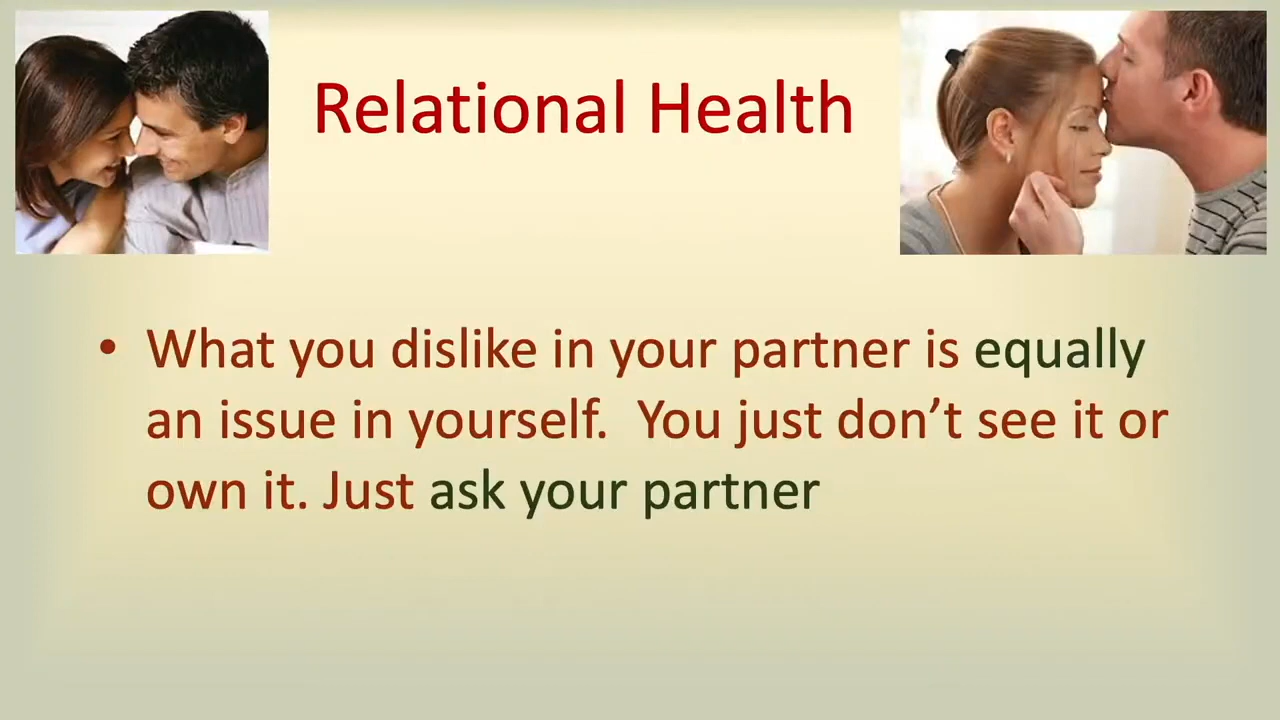 Relational Health
• What you dislike in your partner is equally
an issue in yourself.  You just don’t see it or
own it. Just ask your partner